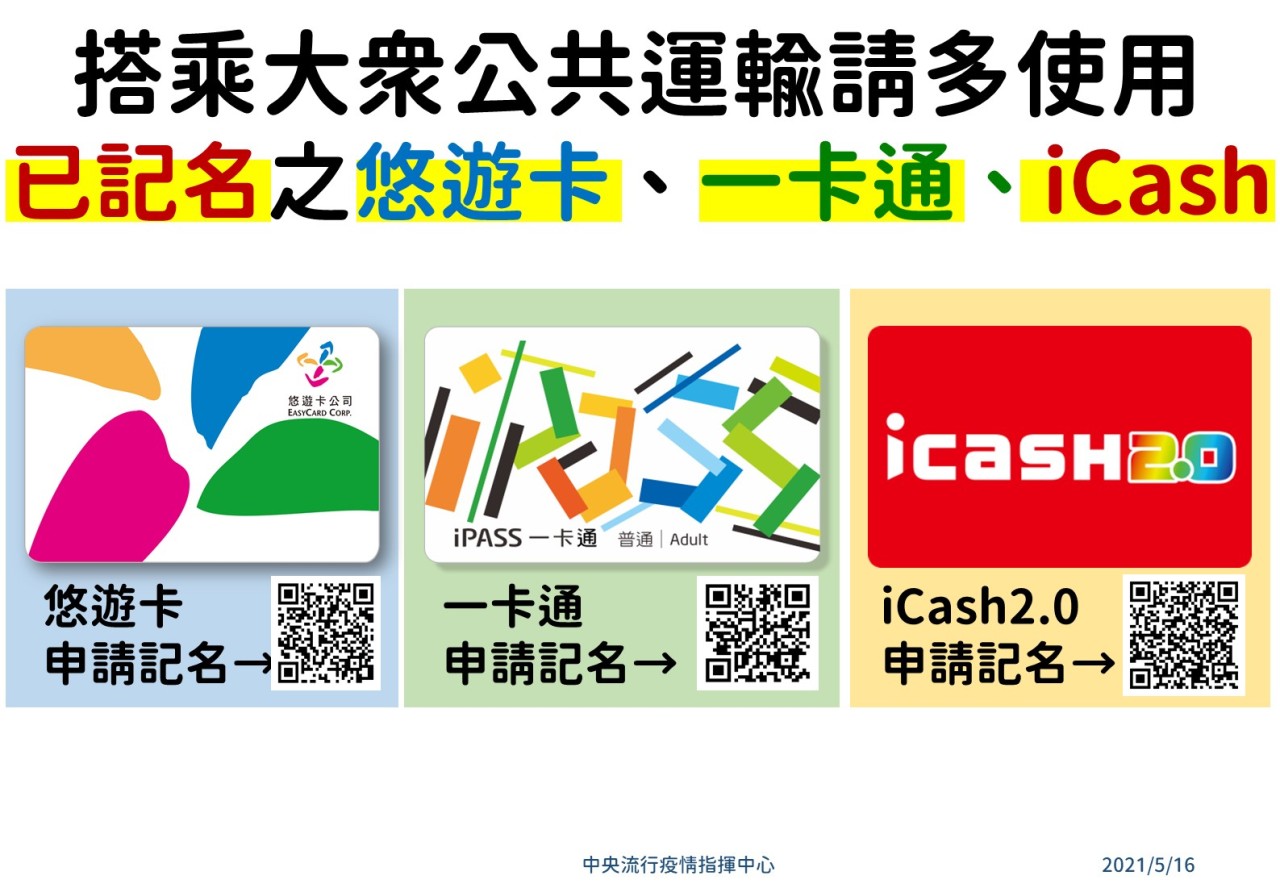 搭乘大眾公共運輸請多使用
已記名之悠遊卡、一卡通、iCash
悠遊卡公司
EASYCARD CORP.
iPASS 一卡通 普通｜Adult
icash2.0
悠遊卡
申請記名→
一卡通
申請記名→
iCash2.0
申請記名→
中央流行疫情指揮中心
2021/5/16